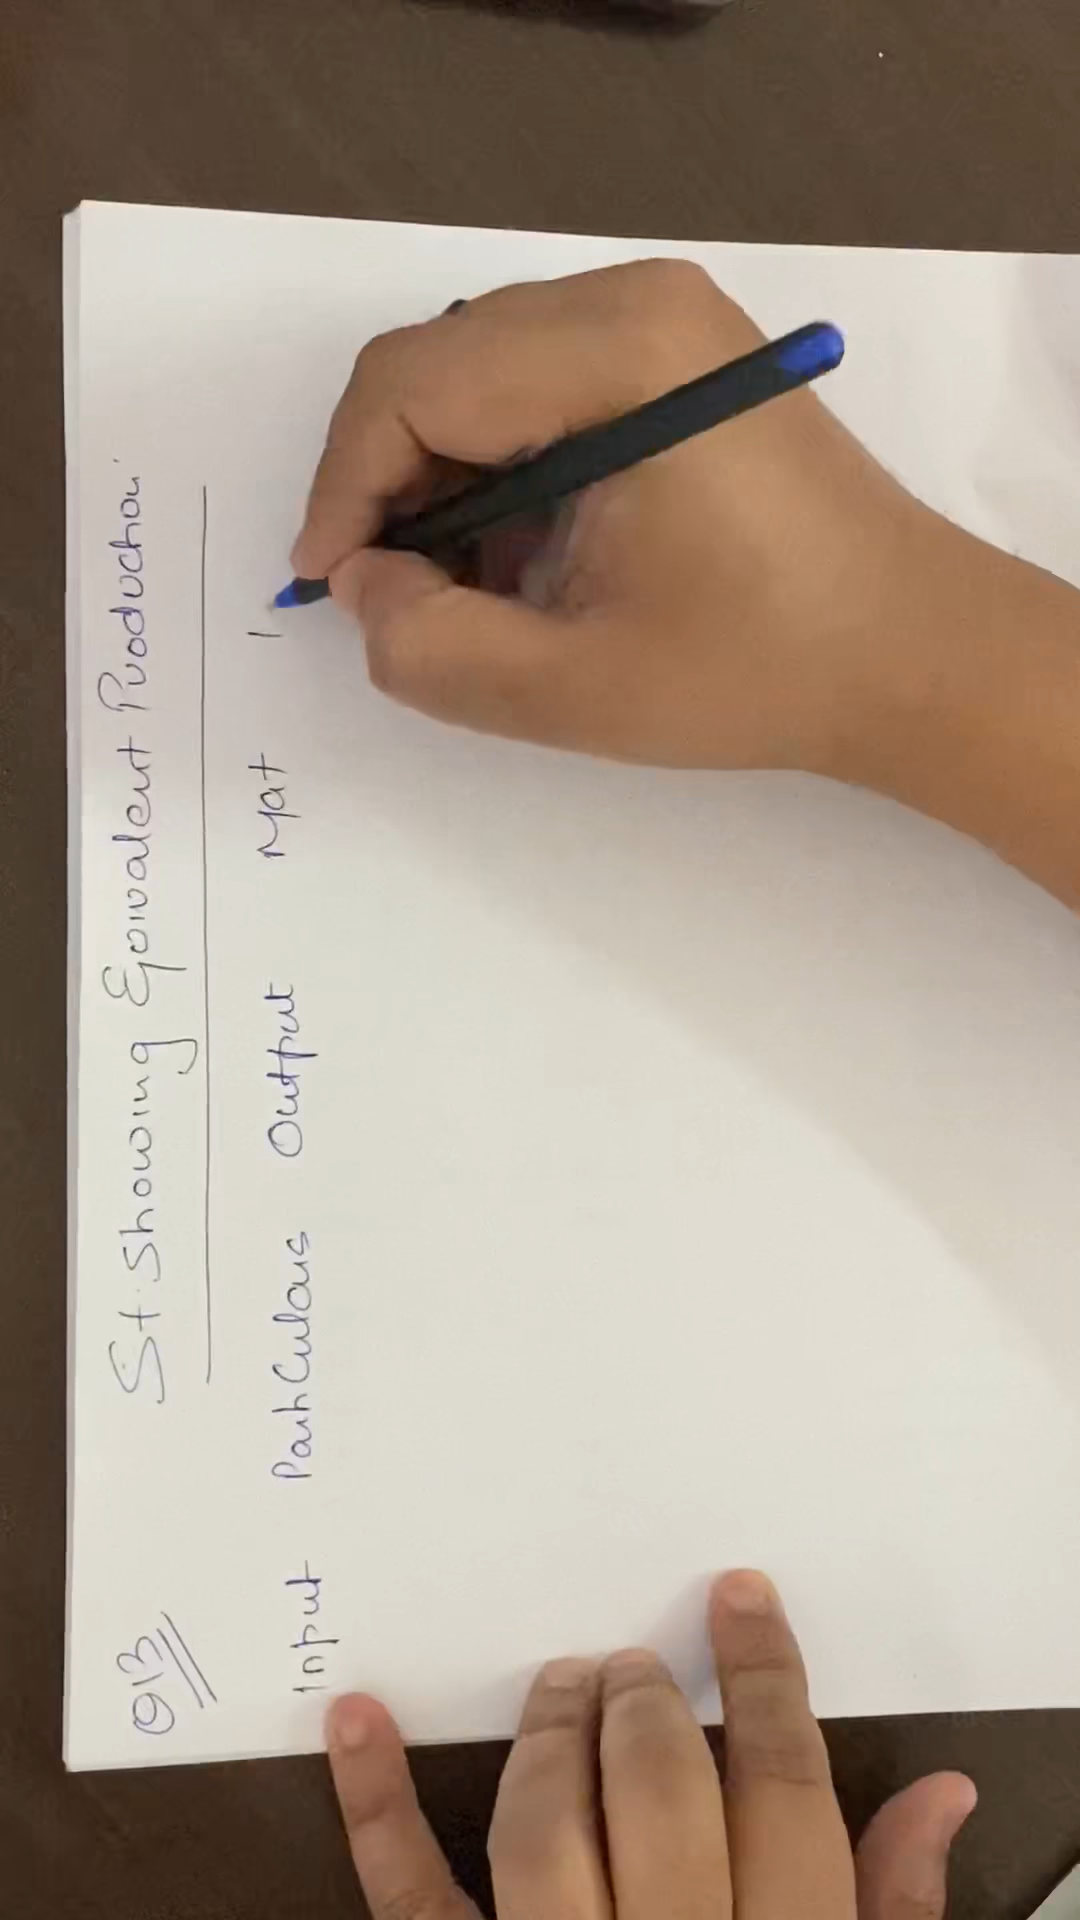 Q13 St. Showing Equivalent Production
Input Particulars Output Mat